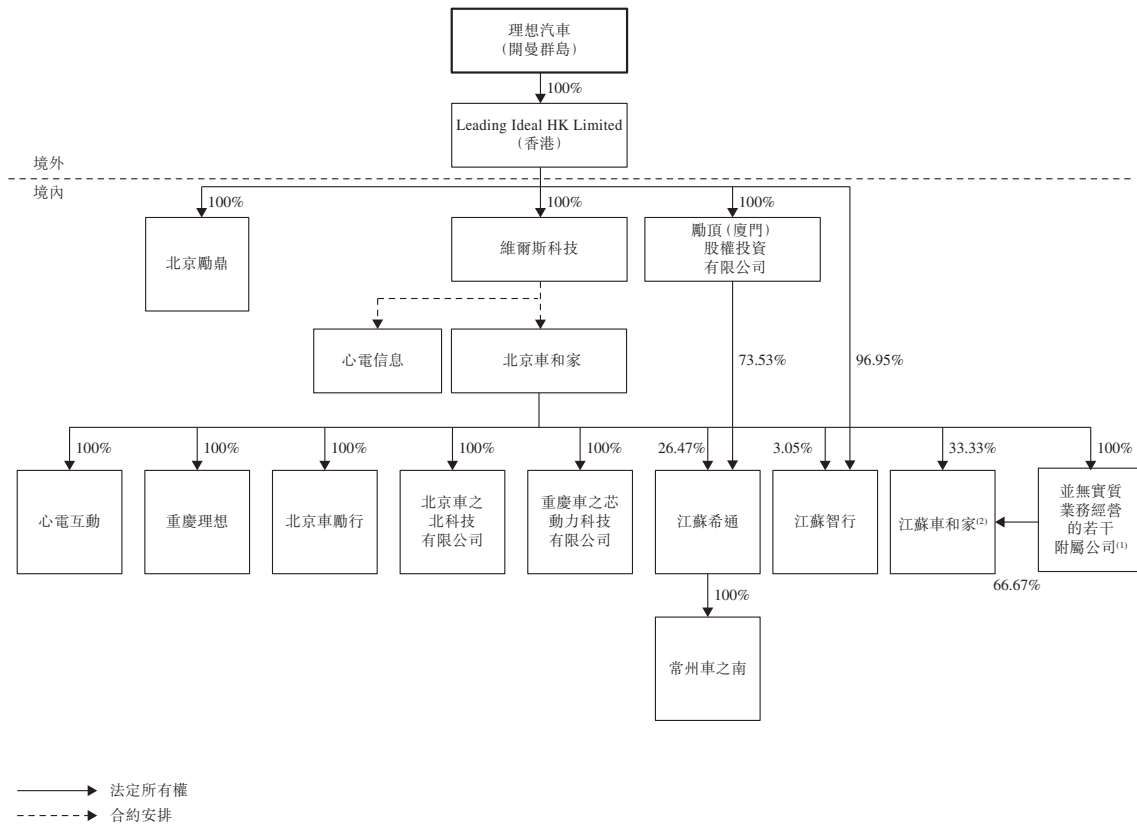 理想汽車
(開曼群島)
100%
Leading Ideal HK Limited
(香港)
境外
境內
100%
100%
100%
北京勵鼎
維爾斯科技
勵頂(廈門)
股權投資
有限公司
心電信息
北京車和家
73.53%
96.95%
100%
100%
100%
100%
100%
26.47%
3.05%
33.33%
100%
心電互動
重慶理想
北京車勵行
北京車之
北科技
有限公司
重慶車之芯
動力科技
有限公司
江蘇希通
江蘇智行
江蘇車和家(2)
並無實質
業務經營
的若干
附屬公司(1)
66.67%
100%
常州車之南
法定所有權
合約安排